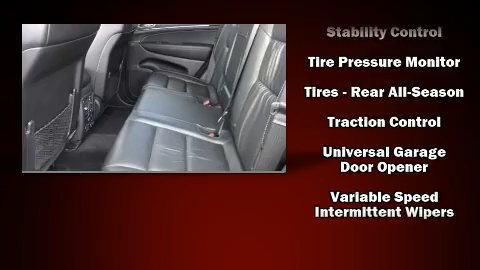 Stability Control
Tire Pressure Monitor
Tires - Rear All-Season
Traction Control
Universal Garage
Door Opener
Variable Speed
Intermittent Wipers